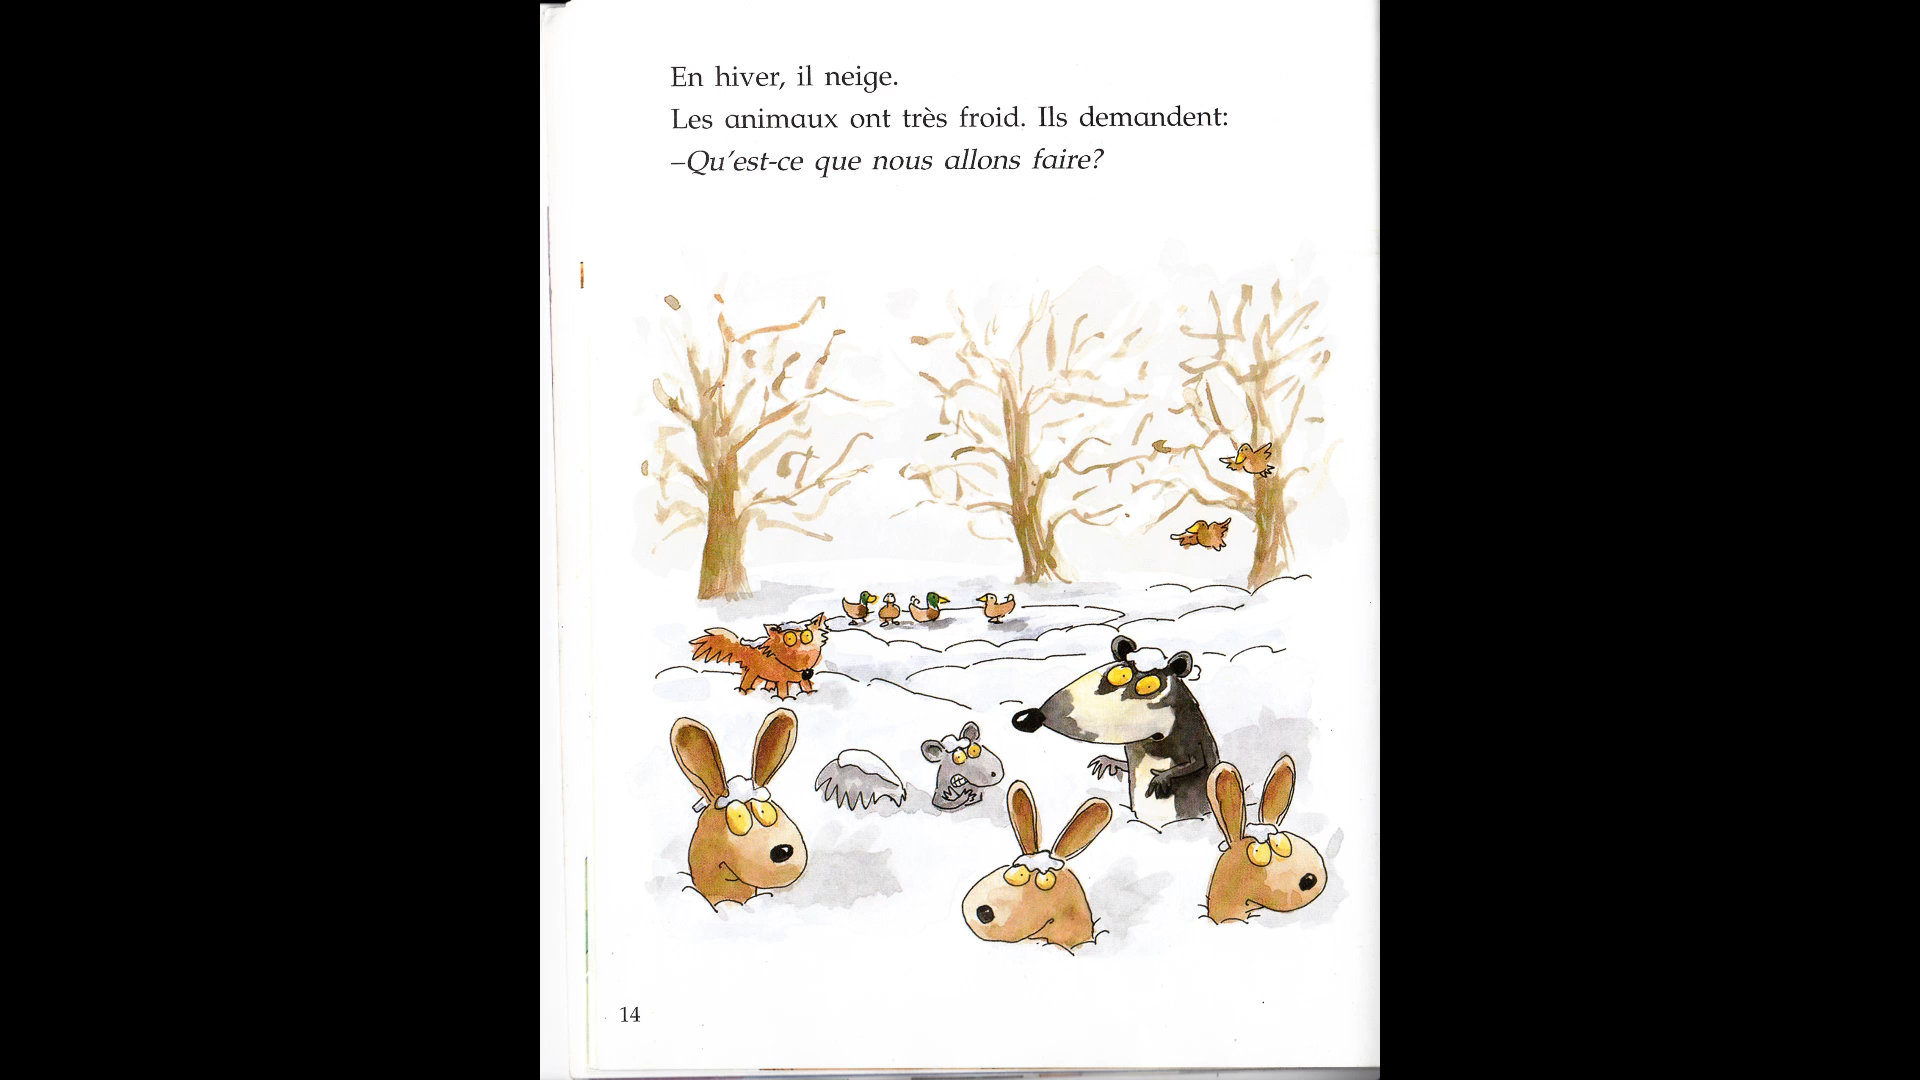 En hiver, il neige.
Les animaux ont très froid. Ils demandent:
–Qu'est-ce que nous allons faire?
14